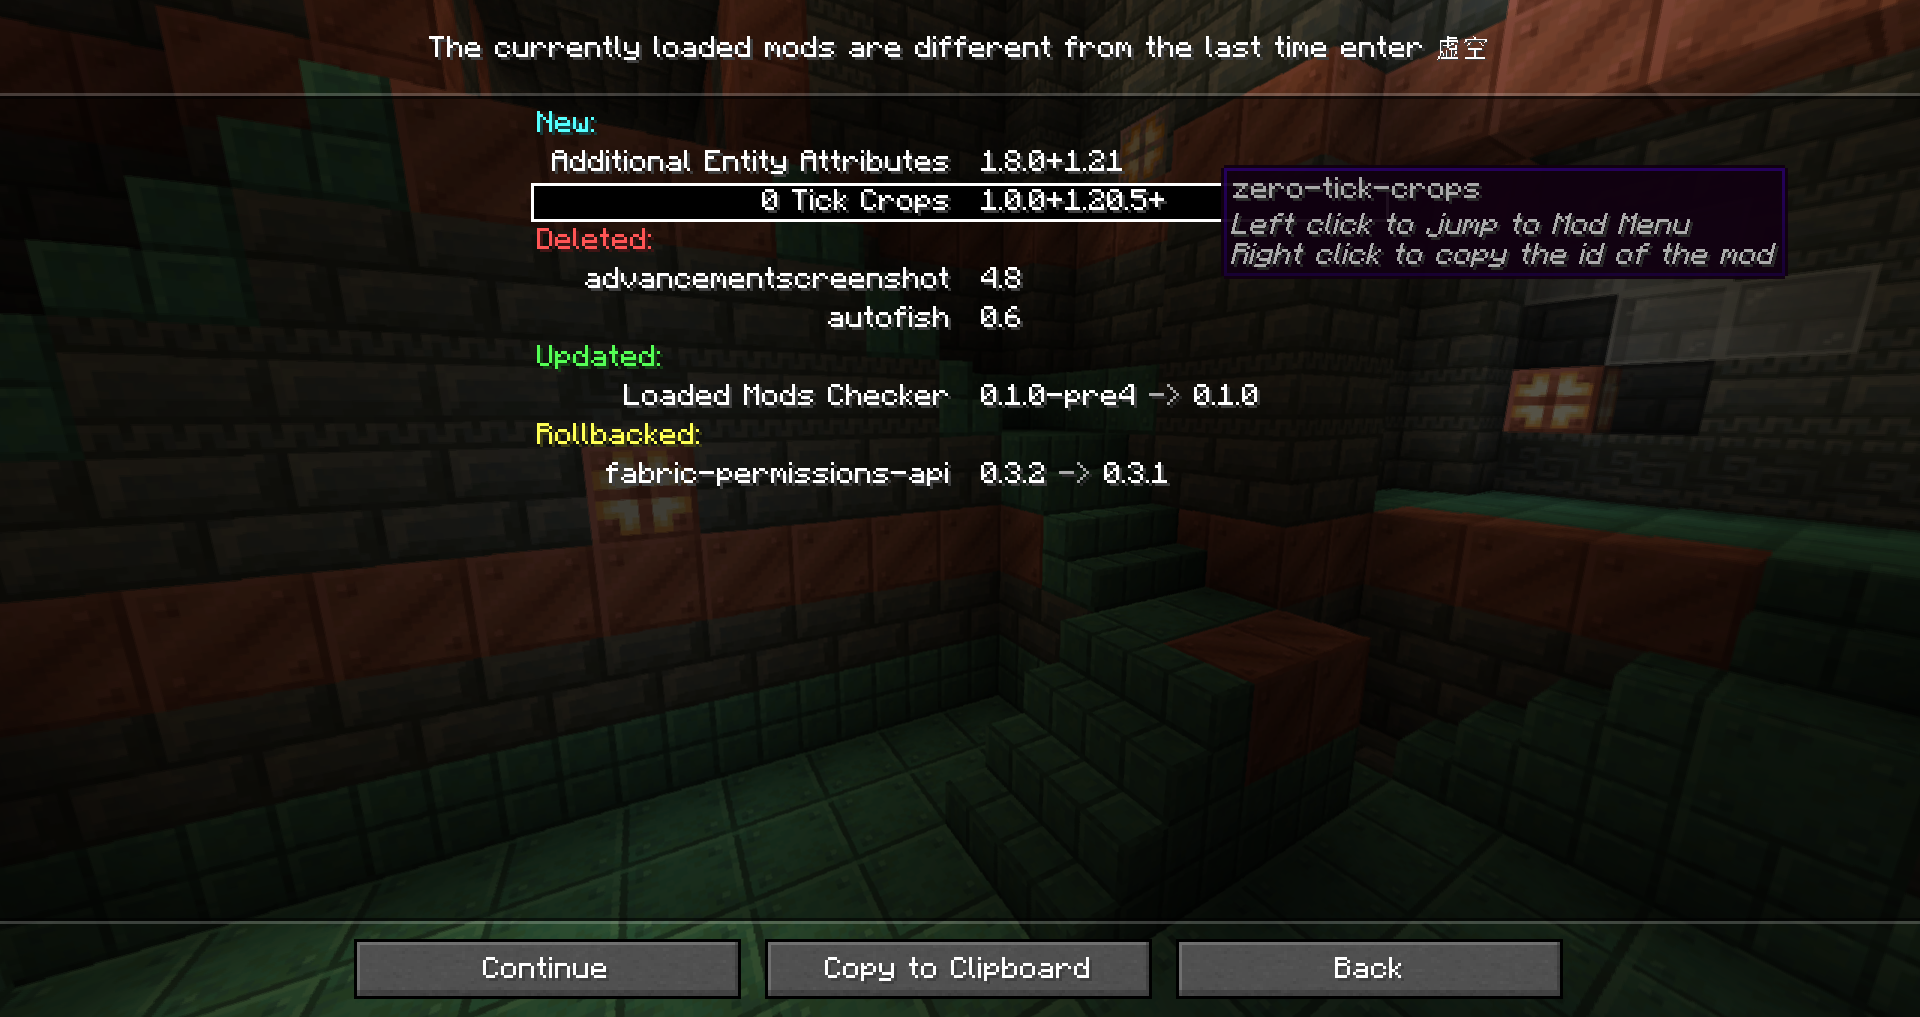 The currently loaded mods are different from the last time enter 虛空
New:
Additional Entity Attributes 1.8.0+1.21
0 Tick Crops 1.0.0+1.20.5+
zero-tick-crops
Left click to jump to Mod Menu
Right click to copy the id of the mod
Deleted:
advancementscreenshot 4.8
autofish 0.6
Updated:
Loaded Mods Checker 0.1.0-pre4 -> 0.1.0
Rollbacked:
fabric-permissions-api 0.3.2 -> 0.3.1
Continue
Copy to Clipboard
Back